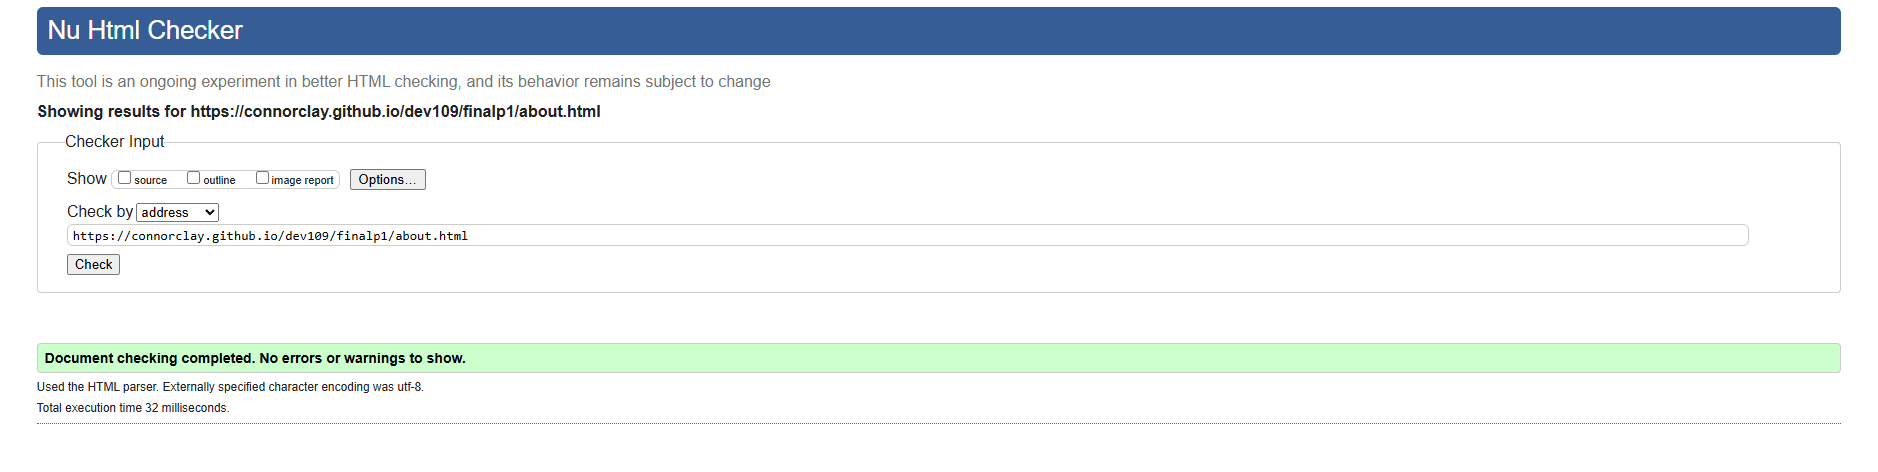 Nu Html Checker
This tool is an ongoing experiment in better HTML checking, and its behavior remains subject to change
Showing results for https://connorclay.github.io/dev109/finalp1/about.html
Checker Input
Show source outline image report Options...
Check by address
https://connorclay.github.io/dev109/finalp1/about.html
Check
Document checking completed. No errors or warnings to show.
Used the HTML parser. Externally specified character encoding was utf-8.
Total execution time 32 milliseconds.